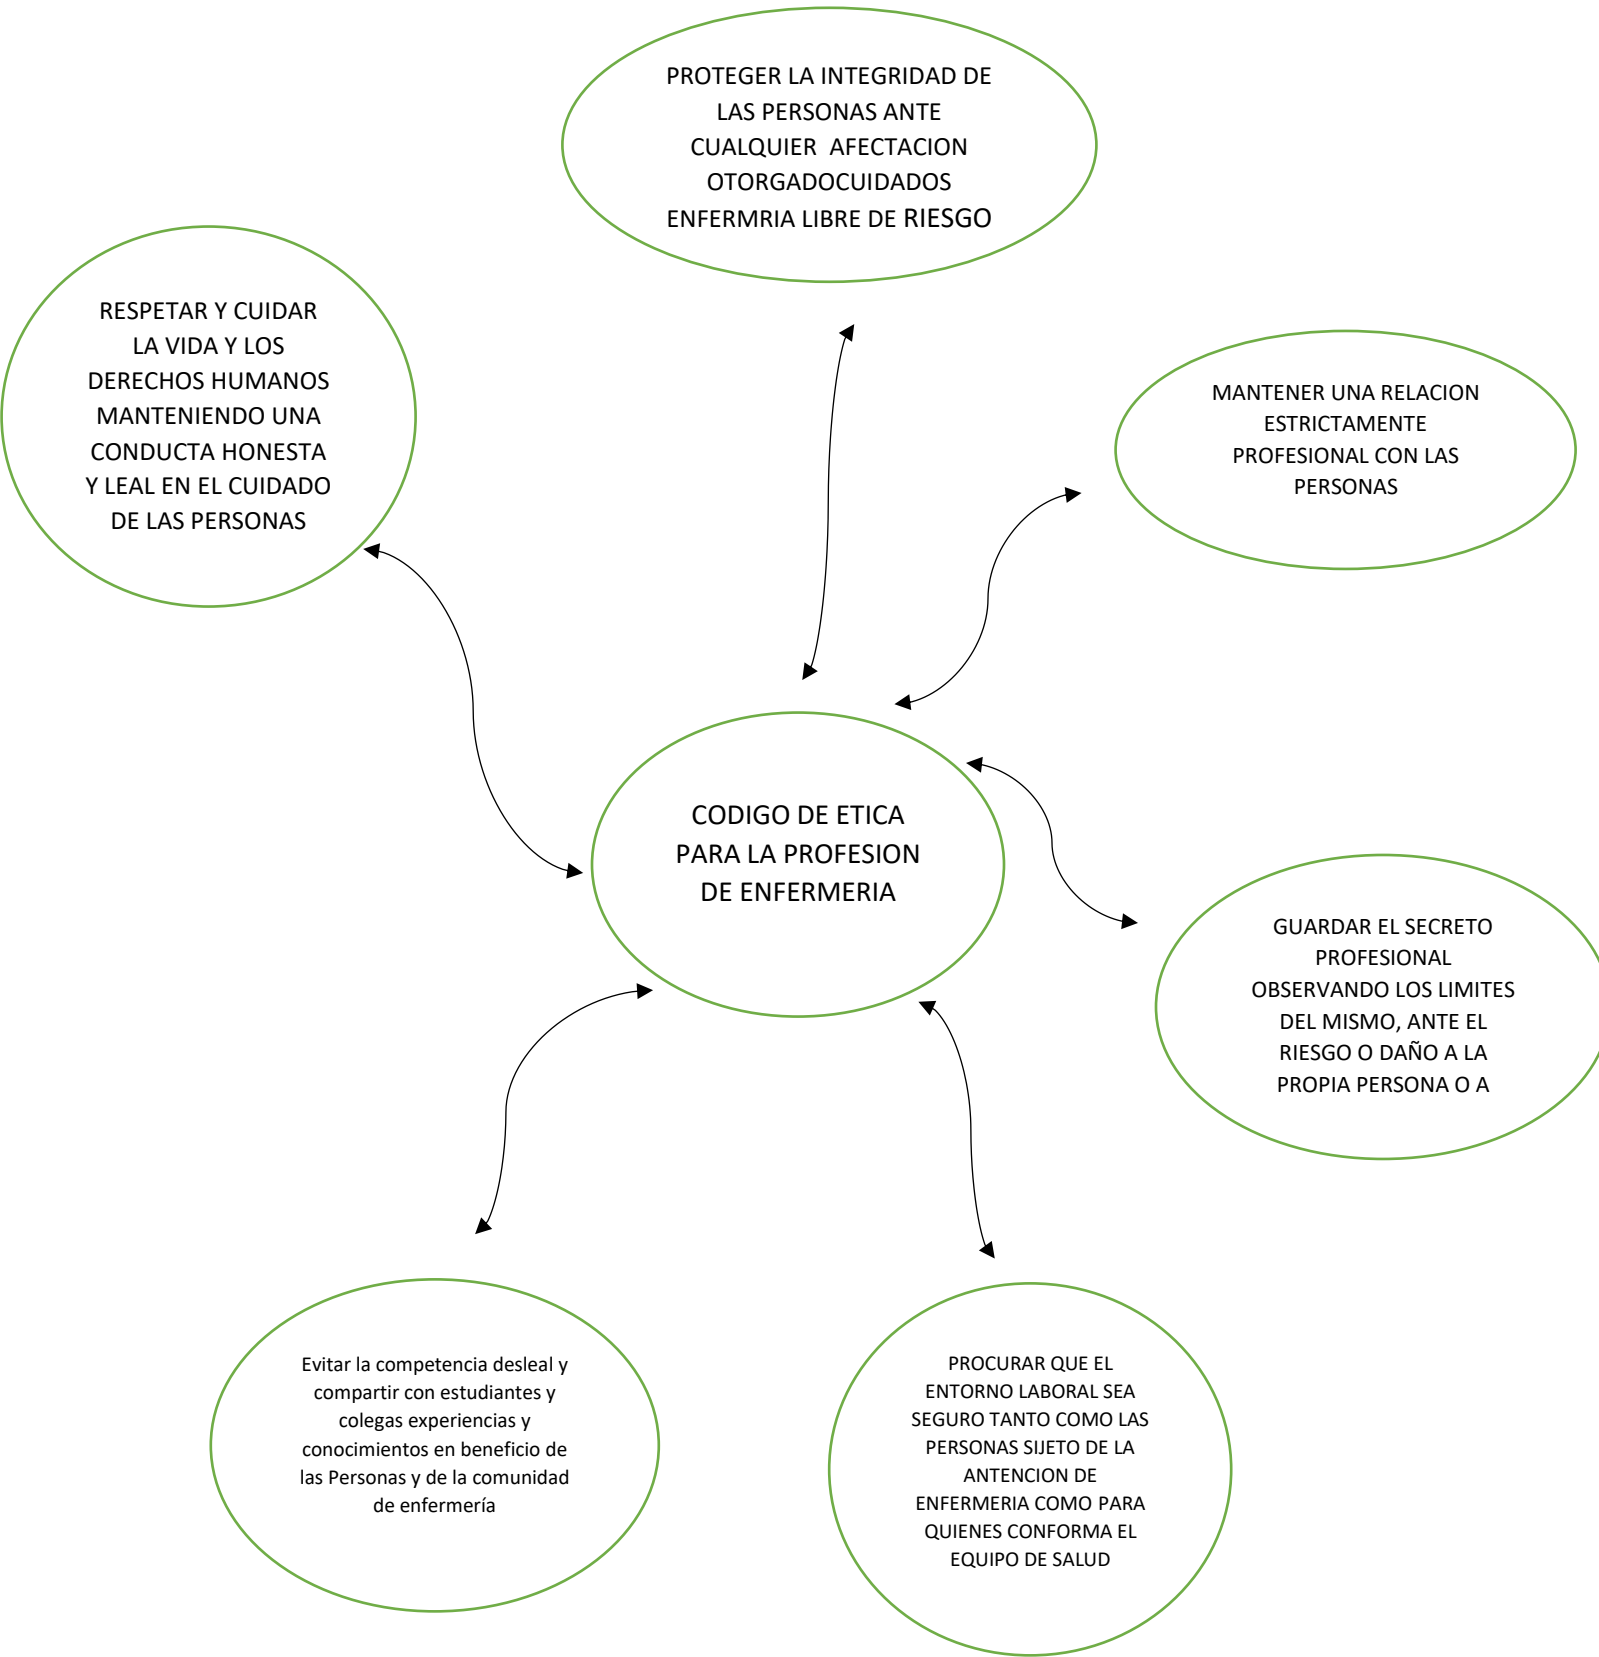 PROTEGER LA INTEGRIDAD DE
LAS PERSONAS ANTE
CUALQUIER  AFECTACION
OTORGADOCUIDADOS
ENFERMRIA LIBRE DE RIESGO
RESPETAR Y CUIDAR
LA VIDA Y LOS
DERECHOS HUMANOS
MANTENIENDO UNA
CONDUCTA HONESTA
Y LEAL EN EL CUIDADO
DE LAS PERSONAS
MANTENER UNA RELACION
ESTRICTAMENTE
PROFESIONAL CON LAS
PERSONAS
CODIGO DE ETICA
PARA LA PROFESION
DE ENFERMERIA
GUARDAR EL SECRETO
PROFESIONAL
OBSERVANDO LOS LIMITES
DEL MISMO, ANTE EL
RIESGO O DAÑO A LA
PROPIA PERSONA O A
Evitar la competencia desleal y
compartir con estudiantes y
colegas experiencias y
conocimientos en beneficio de
las Personas y de la comunidad
de enfermería
PROCURAR QUE EL
ENTORNO LABORAL SEA
SEGURO TANTO COMO LAS
PERSONAS SIJETO DE LA
ANTENCION DE
ENFERMERIA COMO PARA
QUIENES CONFORMA EL
EQUIPO DE SALUD